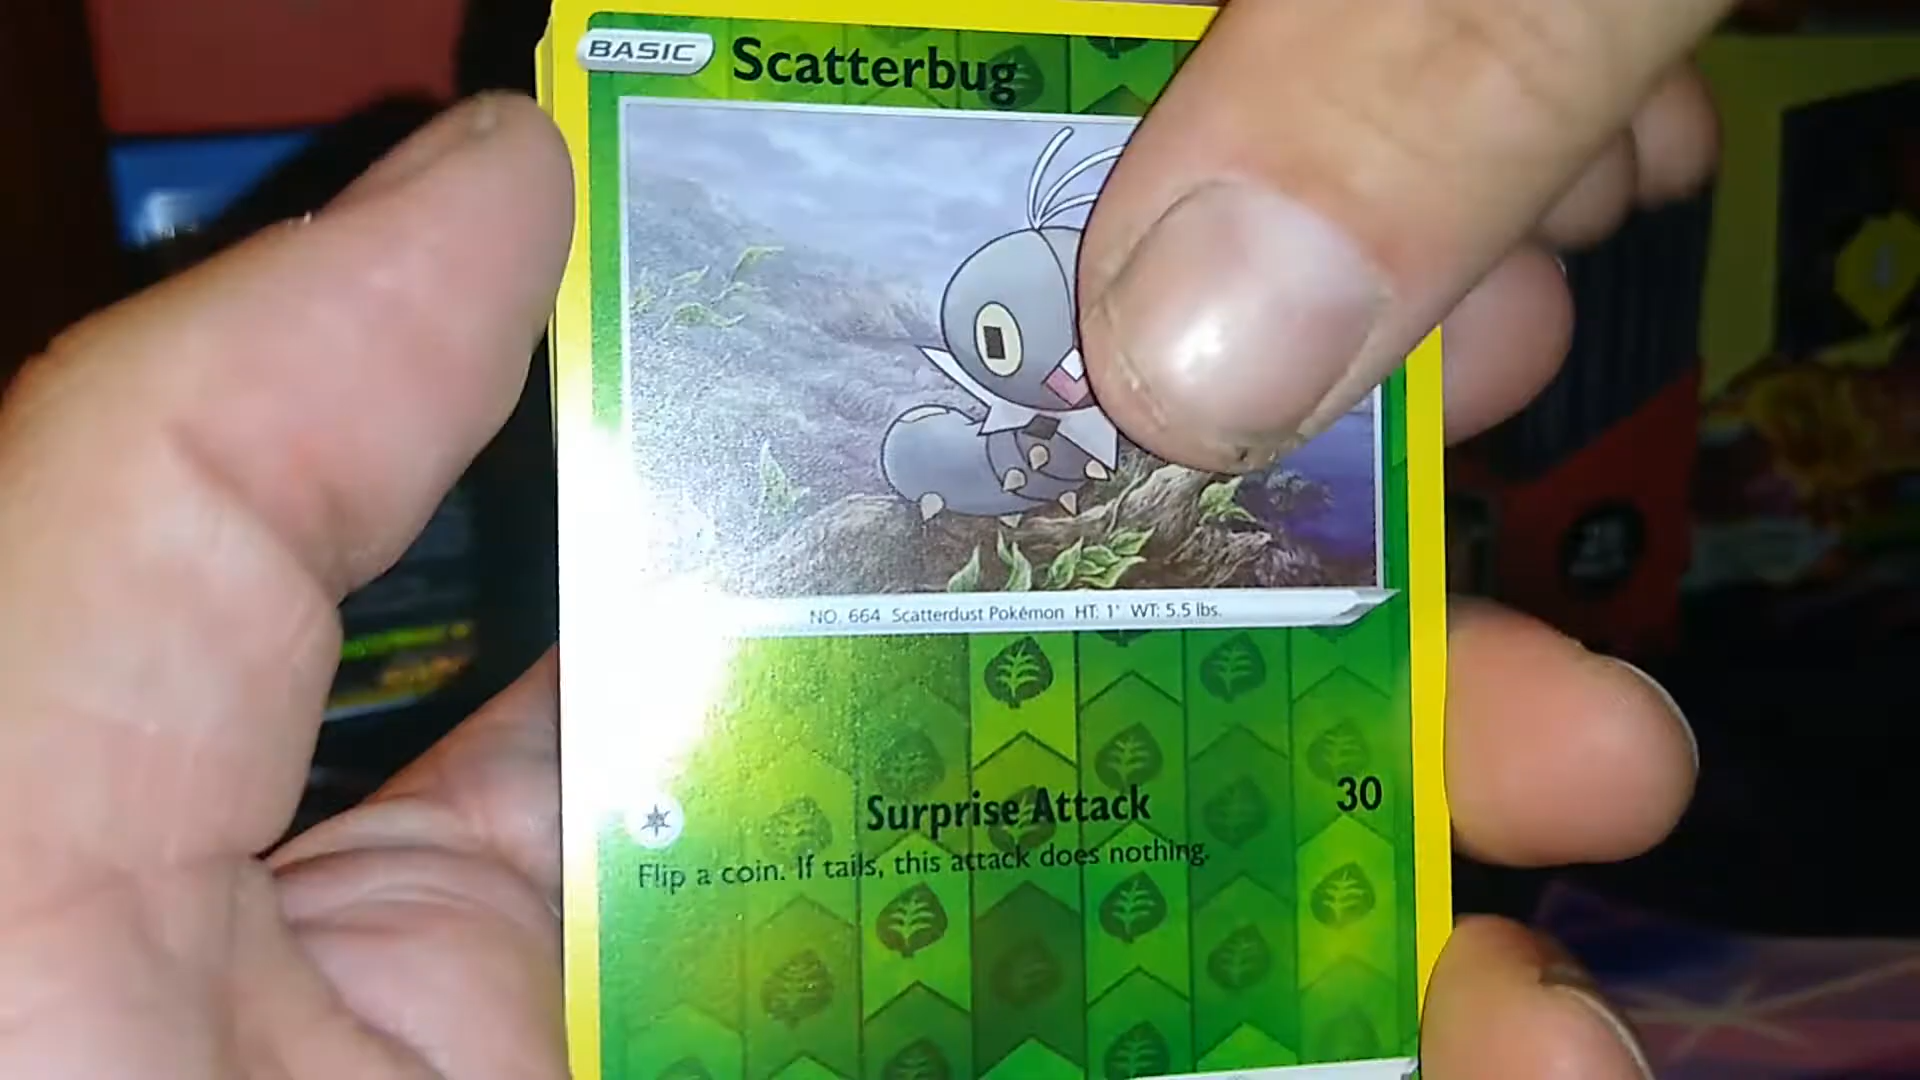 BASIC Scatterbug
NO. 664 Scatterdust Pokémon HT: 1' WT: 5.5 lbs.
Surprise Attack 30
Flip a coin. If tails, this attack does nothing.